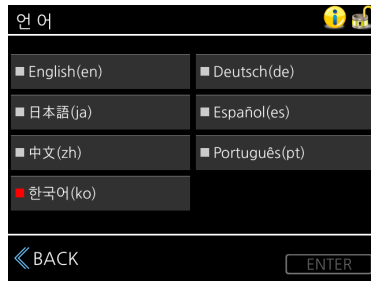 언어
English(en)
Deutsch(de)
日本語(ja)
Español(es)
中文(zh)
Português(pt)
한국어(ko)
BACK
ENTER